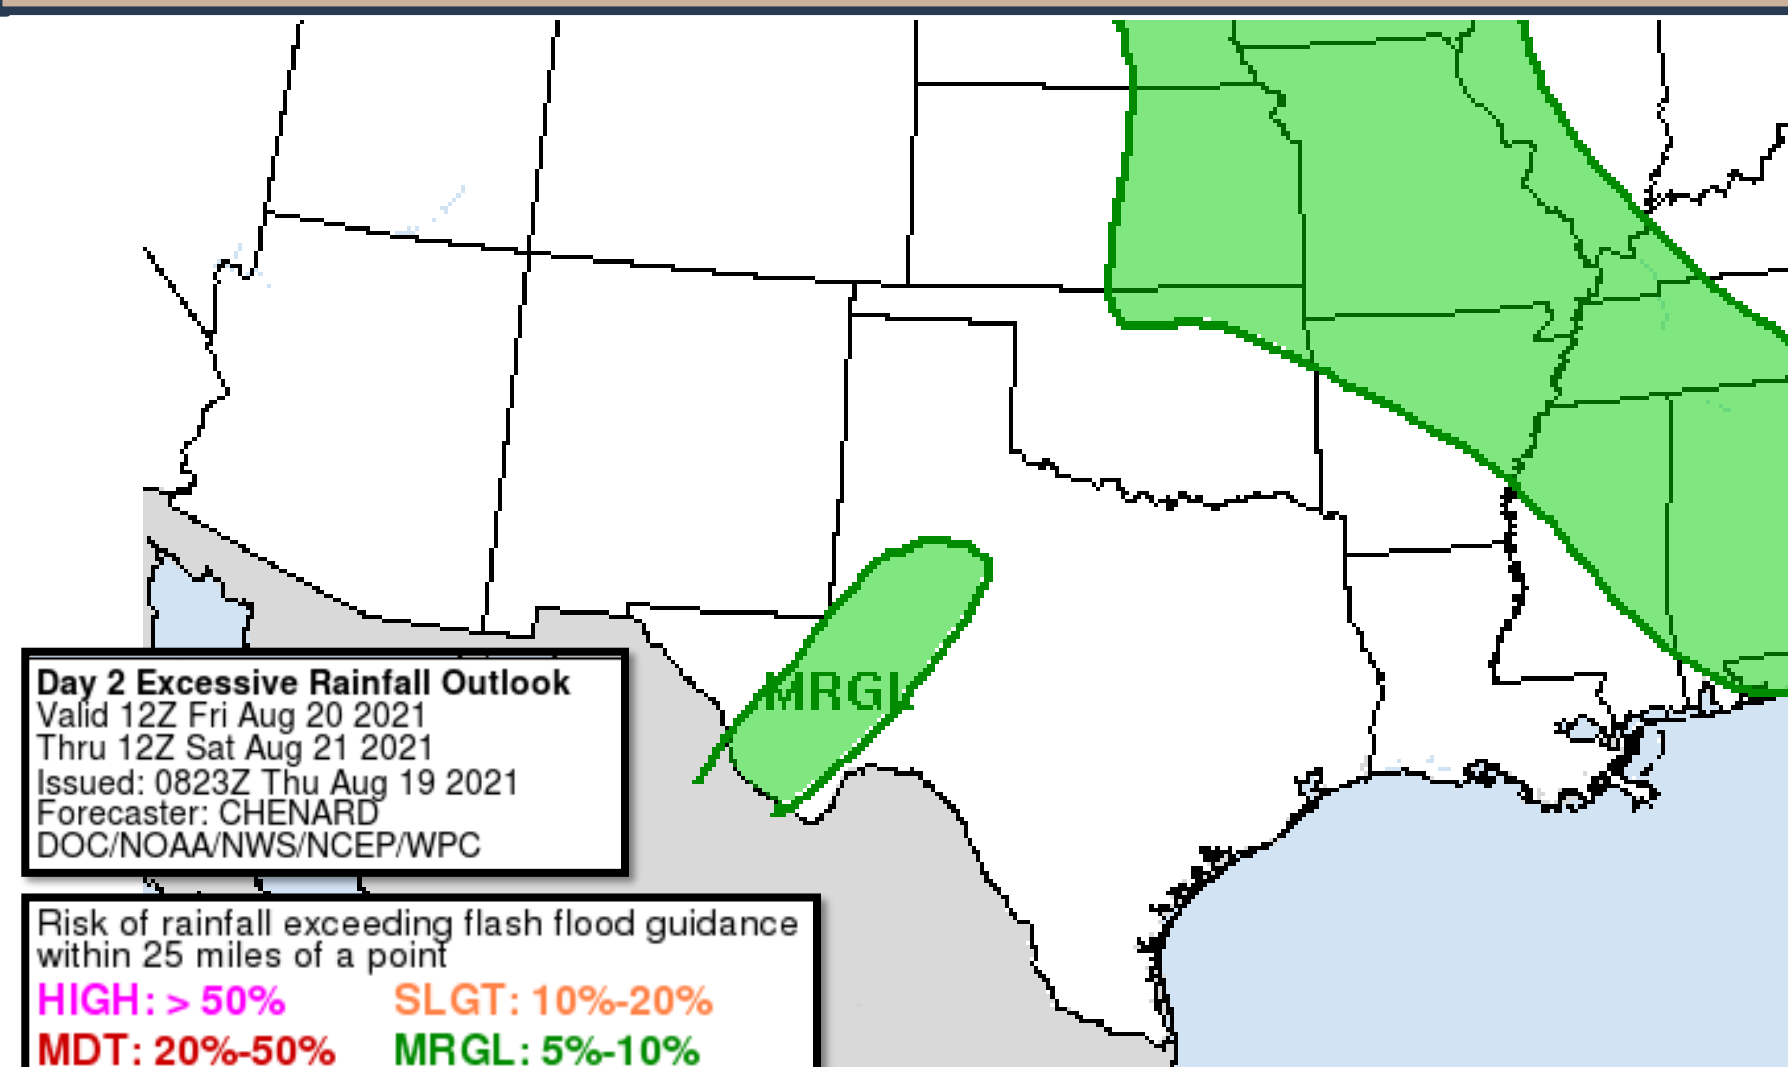 MRGL
Day 2 Excessive Rainfall Outlook
Valid 12Z Fri Aug 20 2021
Thru 12Z Sat Aug 21 2021
Issued: 0823Z Thu Aug 19 2021
Forecaster: CHENARD
DOC/NOAA/NWS/NCEP/WPC
Risk of rainfall exceeding flash flood guidance
within 25 miles of a point
HIGH: > 50% SLGT: 10%-20%
MDT: 20%-50% MRGL: 5%-10%